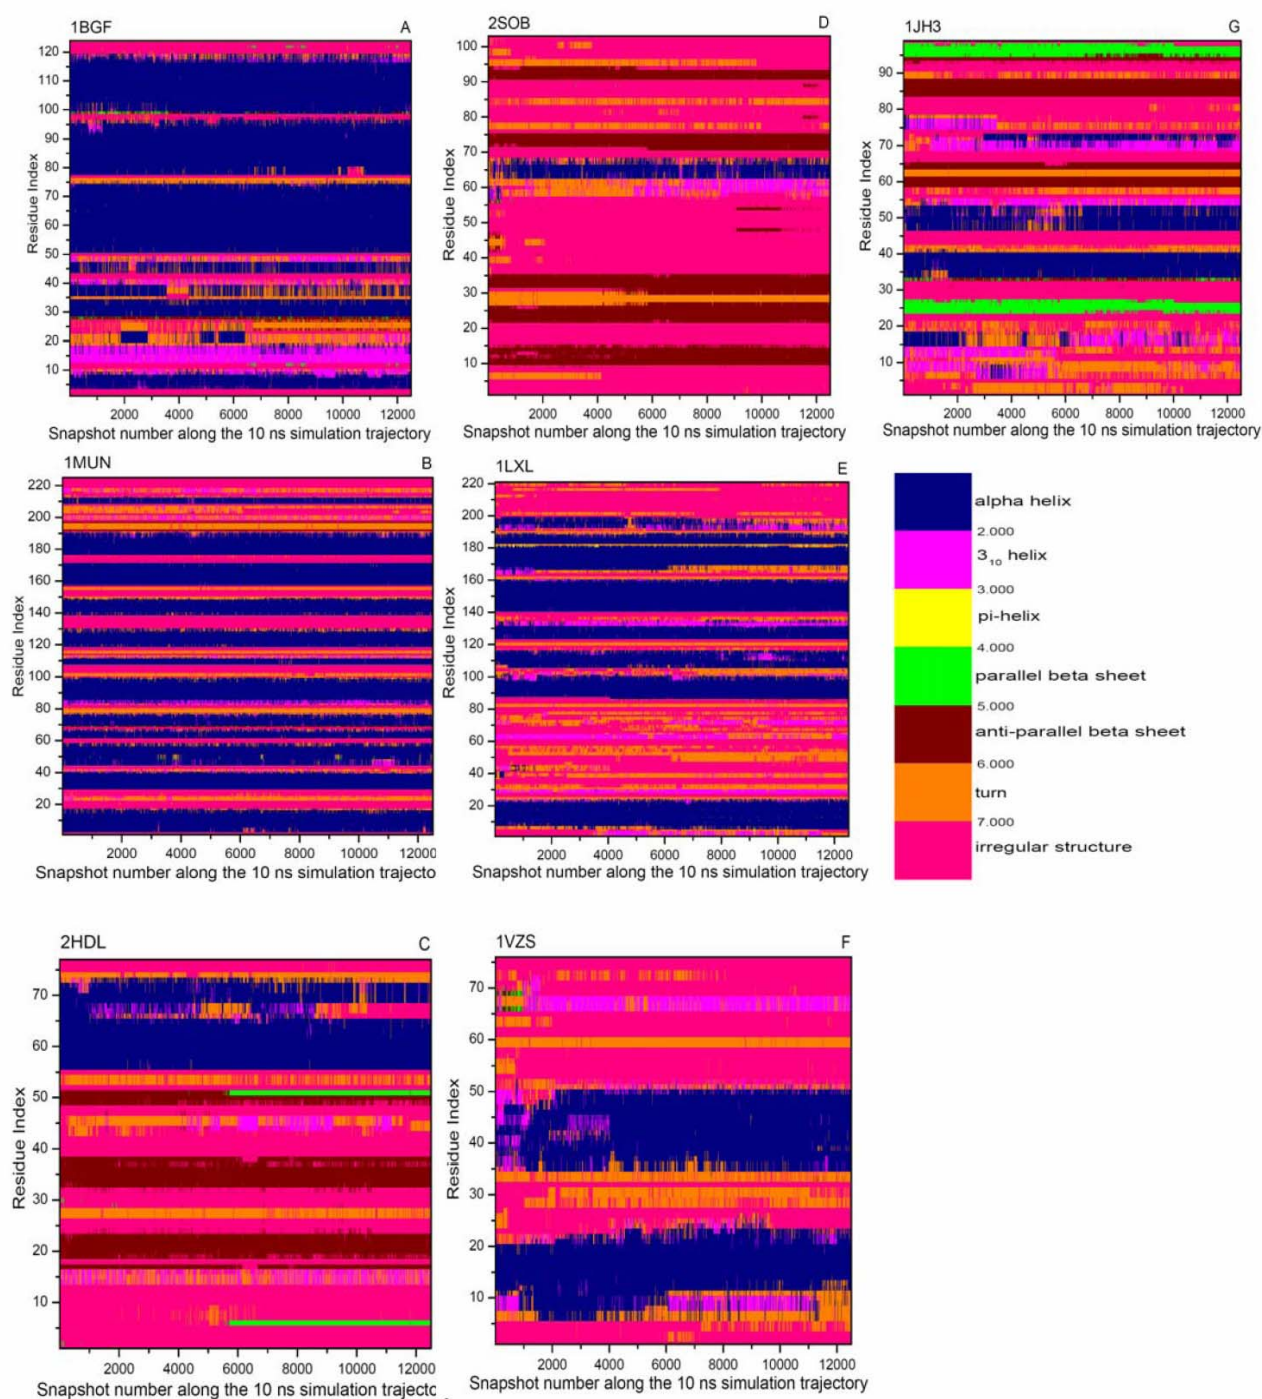 1BGF A
120
110
100
90
80
70
60
50
40
30
20
10
Residue Index
2000 4000 6000 8000 10000 12000
Snapshot number along the 10 ns simulation trajectory
2SOB D
100
90
80
70
60
50
40
30
20
10
Residue Index
2000 4000 6000 8000 10000 12000
Snapshot number along the 10 ns simulation trajectory
1JH3 G
90
80
70
60
50
40
30
20
10
Residue Index
2000 4000 6000 8000 10000 12000
Snapshot number along the 10 ns simulation trajectory
1MUN B
220
200
180
160
140
120
100
80
60
40
20
Residue Index
2000 4000 6000 8000 10000 12000
Snapshot number along the 10 ns simulation trajecto
1LXL E
220
200
180
160
140
120
100
80
60
40
20
Residue Index
2000 4000 6000 8000 10000 12000
Snapshot number along the 10 ns simulation trajectory
alpha helix
2.000
3₁₀ helix
3.000
pi-helix
4.000
parallel beta sheet
5.000
anti-parallel beta sheet
6.000
turn
7.000
irregular structure
2HDL C
70
60
50
40
30
20
10
Residue Index
2000 4000 6000 8000 10000 12000
Snapshot number along the 10 ns simulation trajectc
1VZS F
70
60
50
40
30
20
10
Residue Index
2000 4000 6000 8000 10000 12000
Snapshot number along the 10 ns simulation trajectory